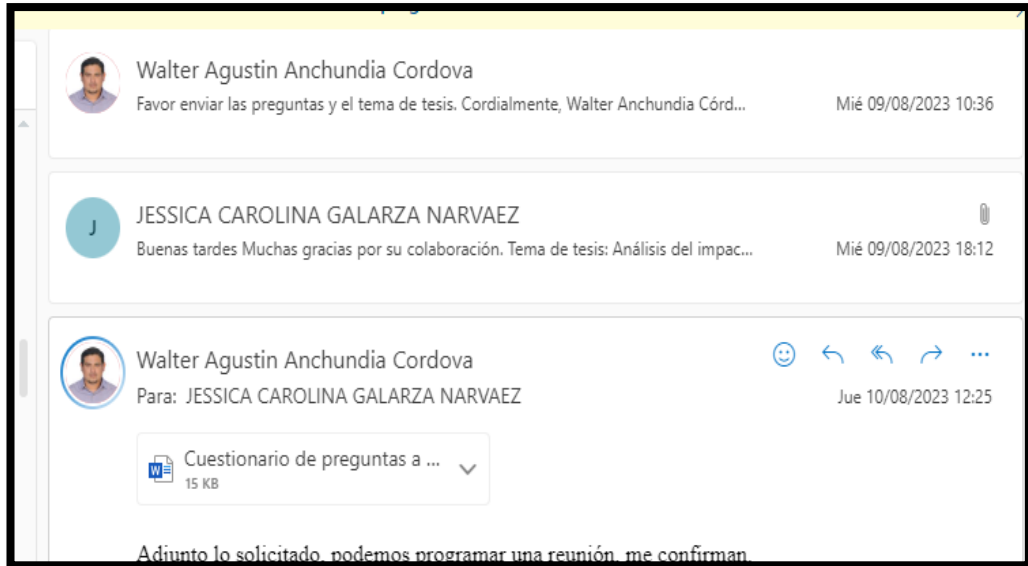 Walter Agustin Anchundia Cordova
Favor enviar las preguntas y el tema de tesis. Cordialmente, Walter Anchundia Córd...
Mié 09/08/2023 10:36
J
JESSICA CAROLINA GALARZA NARVAEZ
Buenas tardes Muchas gracias por su colaboración. Tema de tesis: Análisis del impac...
Mié 09/08/2023 18:12
Walter Agustin Anchundia Cordova
Para: JESSICA CAROLINA GALARZA NARVAEZ
Jue 10/08/2023 12:25
W
Cuestionario de preguntas a ...
15 KB
Adjunto lo solicitado, podemos programar una reunión, me confirman.